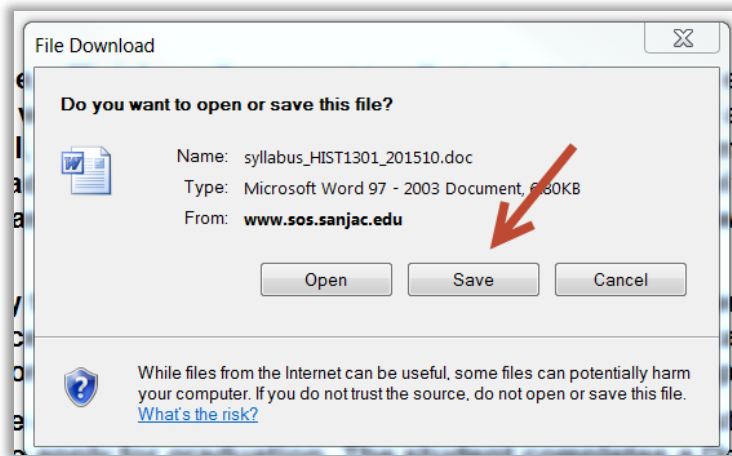 File Download
Do you want to open or save this file?
Name: syllabus_HIST1301_201510.doc
Type: Microsoft Word 97 - 2003 Document, 6.80KB
From: www.sos.sanjac.edu
Open Save Cancel
While files from the Internet can be useful, some files can potentially harm
your computer. If you do not trust the source, do not open or save this file.
What's the risk?